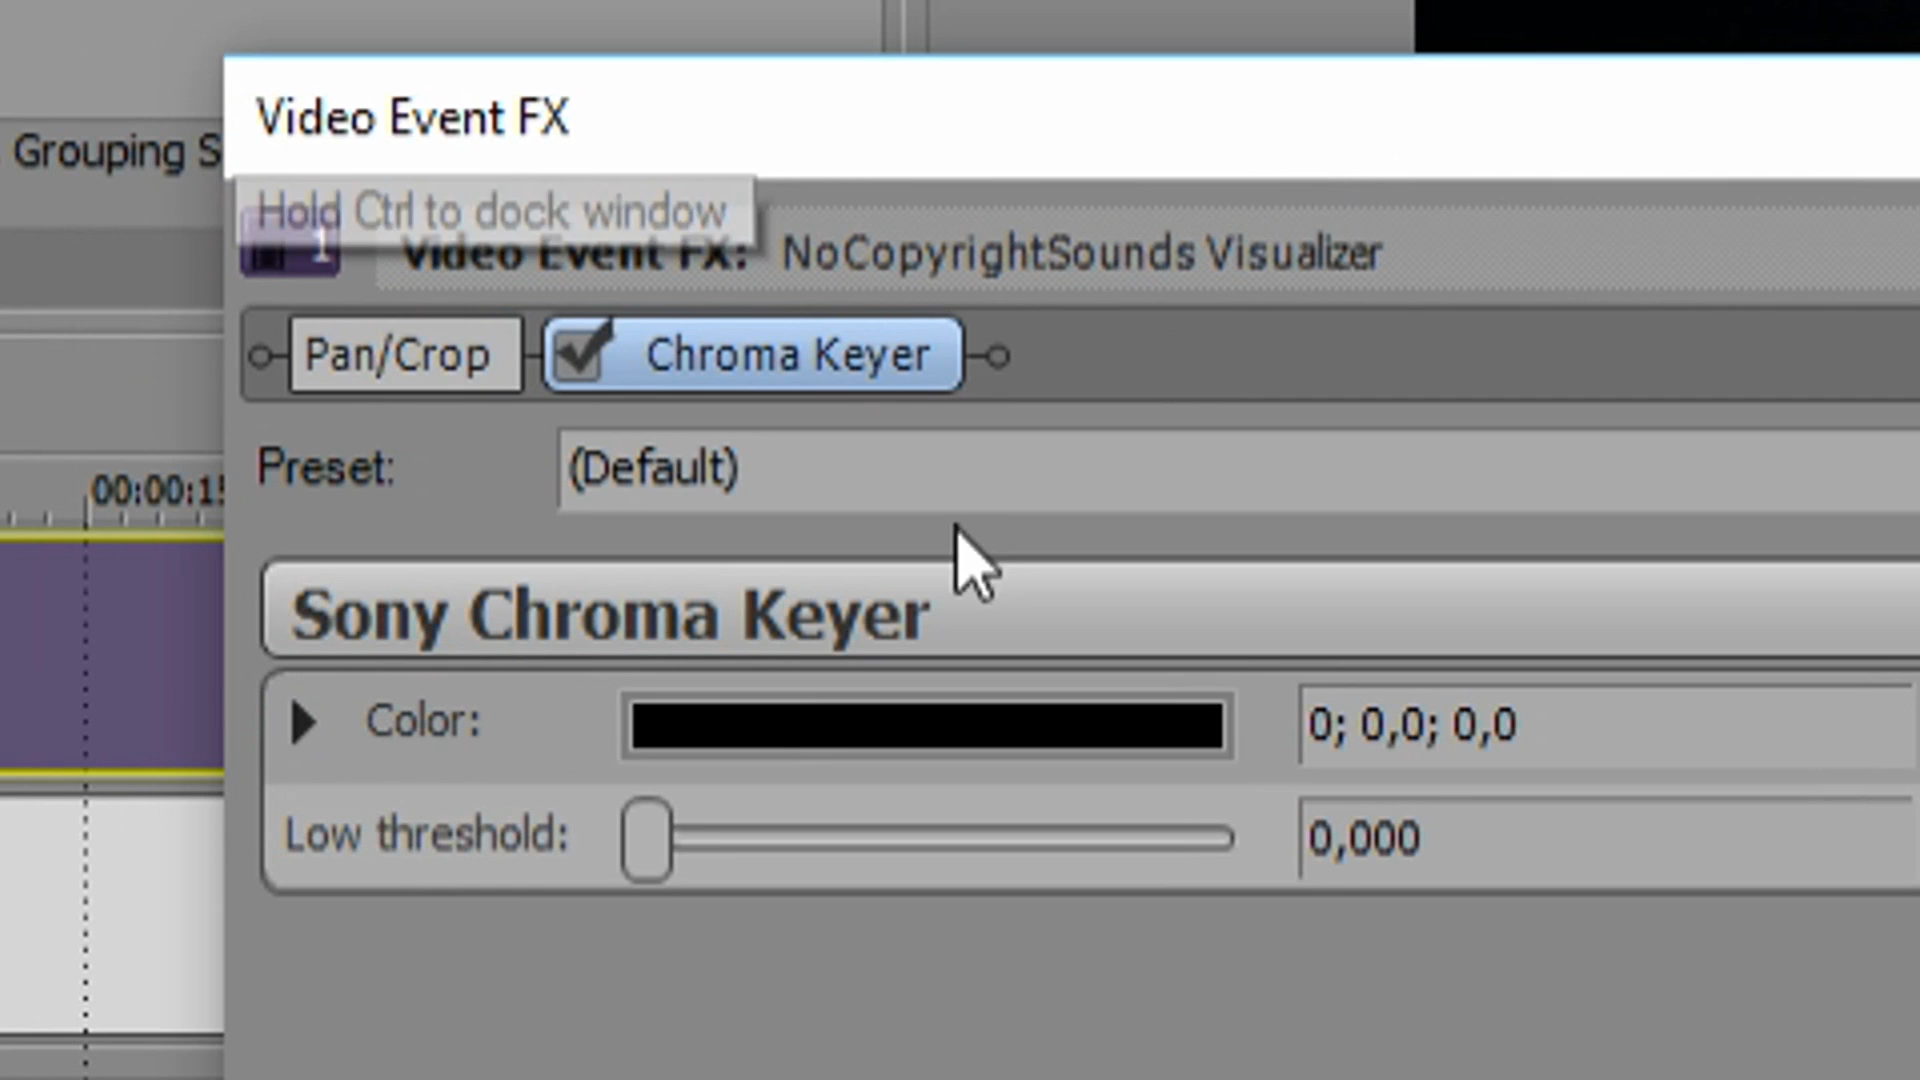 Video Event FX
Grouping S
Hold Ctrl to dock window
1
Video Event FX: NoCopyrightSounds Visualizer
Pan/Crop
Chroma Keyer
Preset:
(Default)
00:00:15
Sony Chroma Keyer
Color:
0; 0,0; 0,0
Low threshold:
0,000